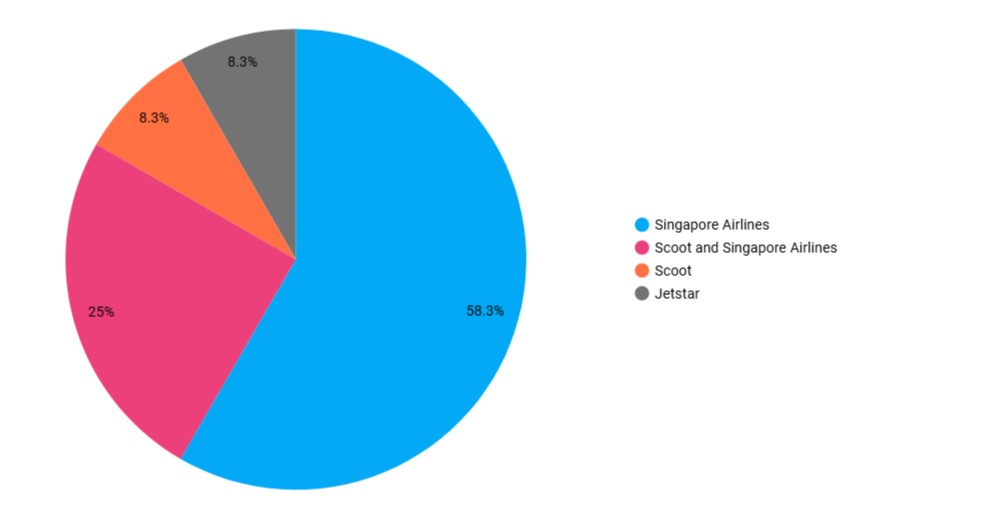 8.3%
8.3%
25%
58.3%
Singapore Airlines
Scoot and Singapore Airlines
Scoot
Jetstar